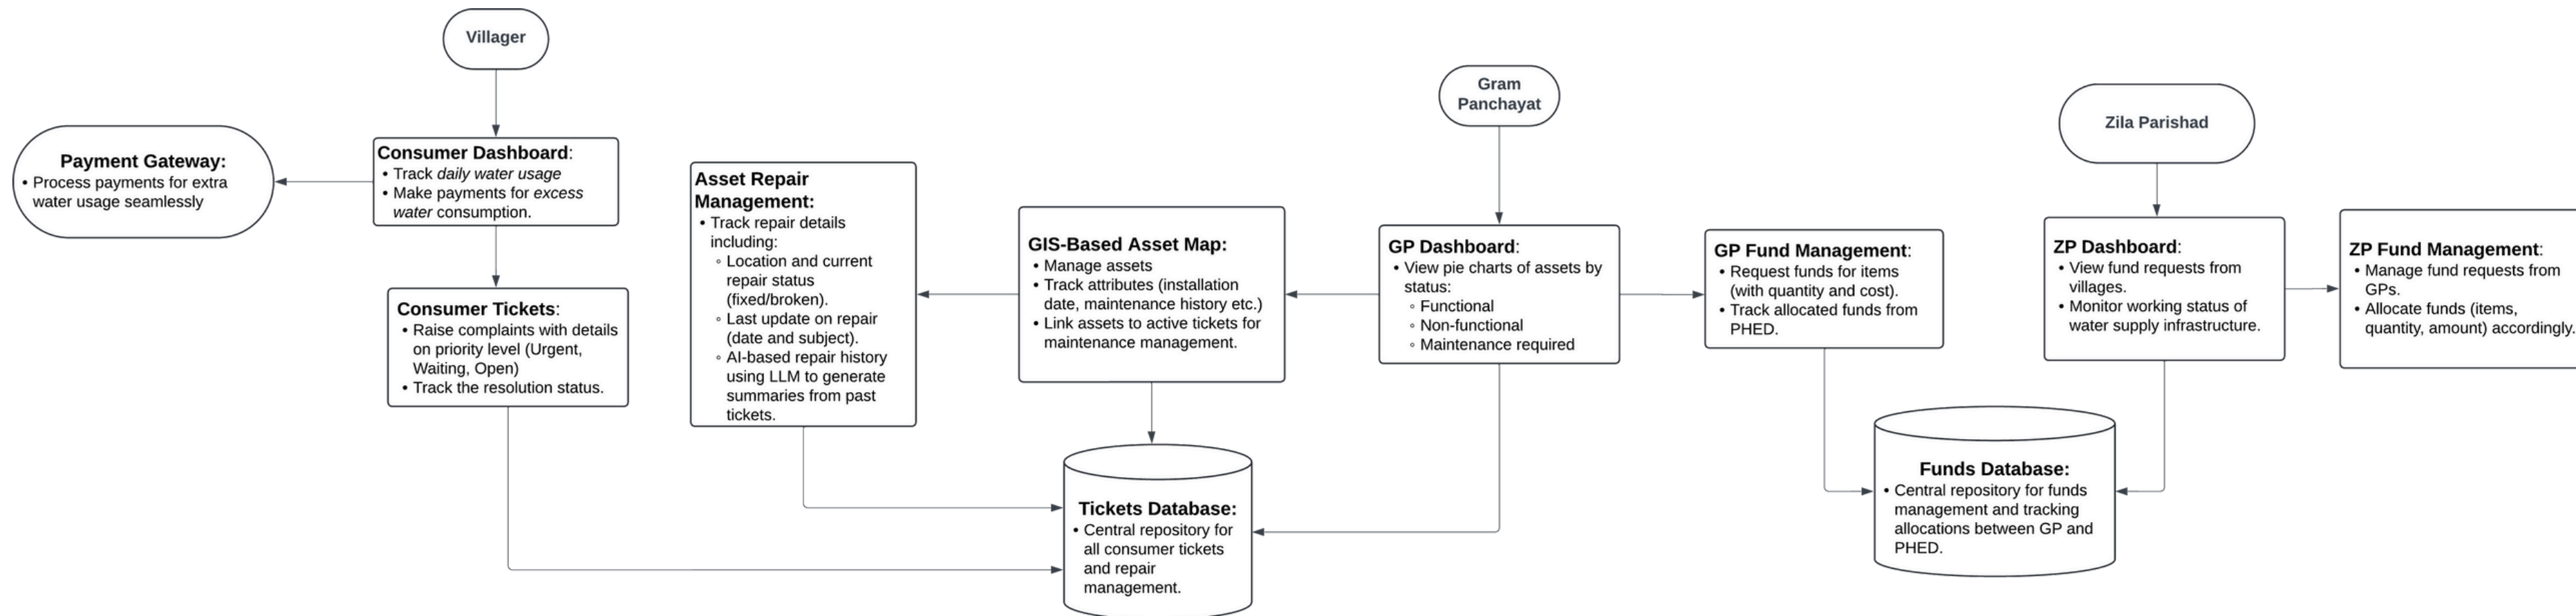 Villager
Payment Gateway:
• Process payments for extra
water usage seamlessly
Consumer Dashboard:
• Track daily water usage
• Make payments for excess
water consumption.
Consumer Tickets:
• Raise complaints with details
on priority level (Urgent,
Waiting, Open)
• Track the resolution status.
Asset Repair
Management:
• Track repair details
including:
◦ Location and current
repair status
(fixed/broken).
◦ Last update on repair
(date and subject).
◦ AI-based repair history
using LLM to generate
summaries from past
tickets.
GIS-Based Asset Map:
• Manage assets
• Track attributes (installation
date, maintenance history etc.)
• Link assets to active tickets for
maintenance management.
Tickets Database:
• Central repository for
all consumer tickets
and repair
management.
Gram
Panchayat
GP Dashboard:
• View pie charts of assets by
status:
◦ Functional
◦ Non-functional
◦ Maintenance required
GP Fund Management:
• Request funds for items
(with quantity and cost).
• Track allocated funds from
PHED.
Funds Database:
• Central repository for funds
management and tracking
allocations between GP and
PHED.
Zila Parishad
ZP Dashboard:
• View fund requests from
villages.
• Monitor working status of
water supply infrastructure.
ZP Fund Management:
• Manage fund requests from
GPs.
• Allocate funds (items,
quantity, amount) accordingly.